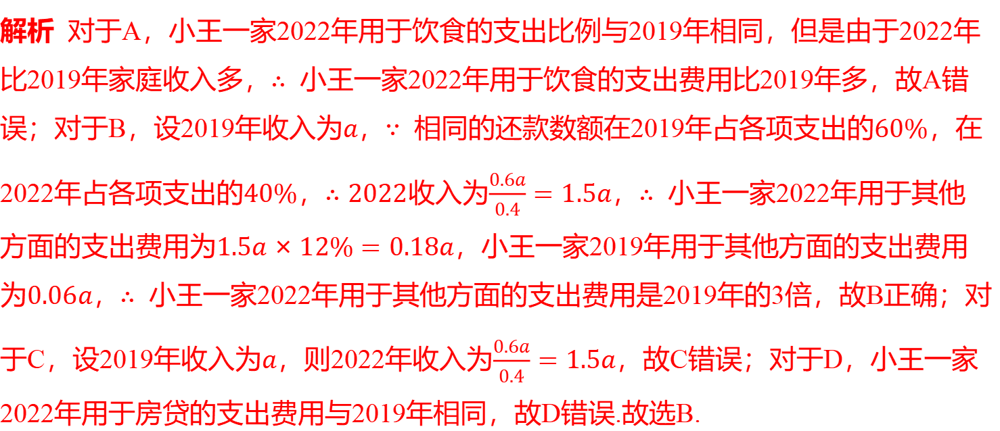 解析 对于A，小王一家2022年用于饮食的支出比例与2019年相同，但是由于2022年
比2019年家庭收入多，∴ 小王一家2022年用于饮食的支出费用比2019年多，故A错
误；对于B，设2019年收入为a，∵ 相同的还款数额在2019年占各项支出的60%，在
2022年占各项支出的40%，∴ 2022收入为\frac{0.6a}{0.4} = 1.5a，∴ 小王一家2022年用于其他
方面的支出费用为1.5a × 12% = 0.18a，小王一家2019年用于其他方面的支出费用
为0.06a，∴ 小王一家2022年用于其他方面的支出费用是2019年的3倍，故B正确；对
于C，设2019年收入为a，则2022年收入为\frac{0.6a}{0.4} = 1.5a，故C错误；对于D，小王一家
2022年用于房贷的支出费用与2019年相同，故D错误.故选B.